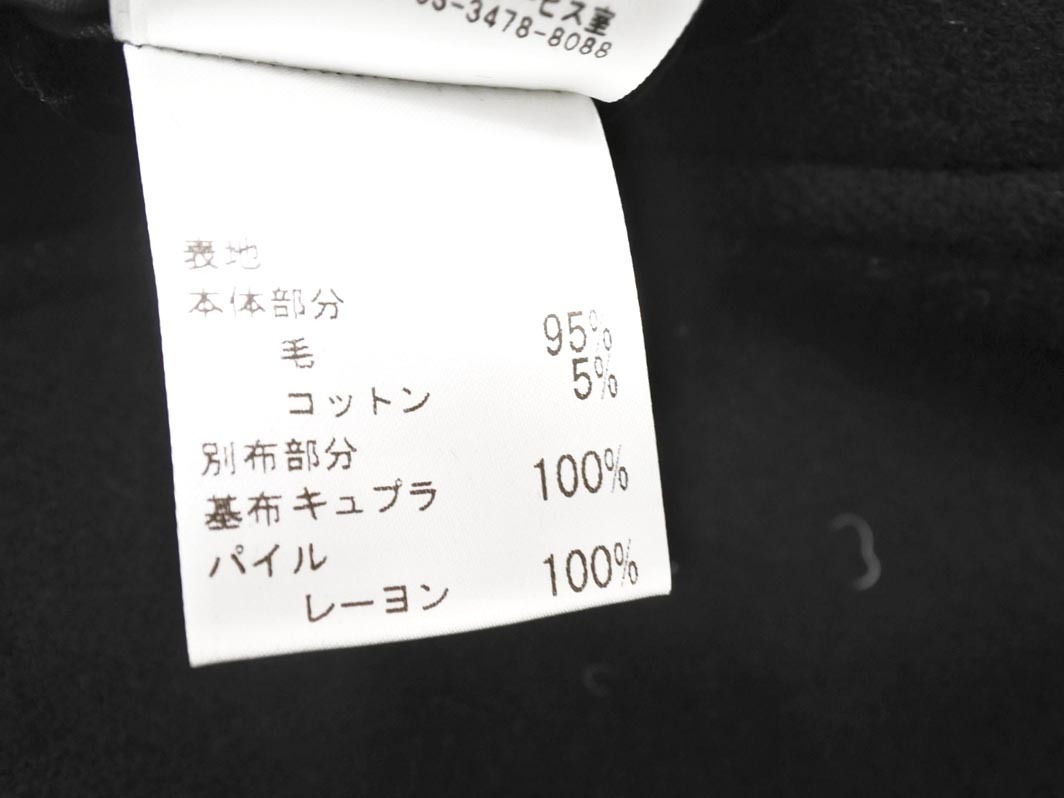 ビス室
03-3478-8088
表地
本体部分
毛 95%
コットン 5%
別布部分
基布キュプラ 100%
パイル
レーヨン 100%